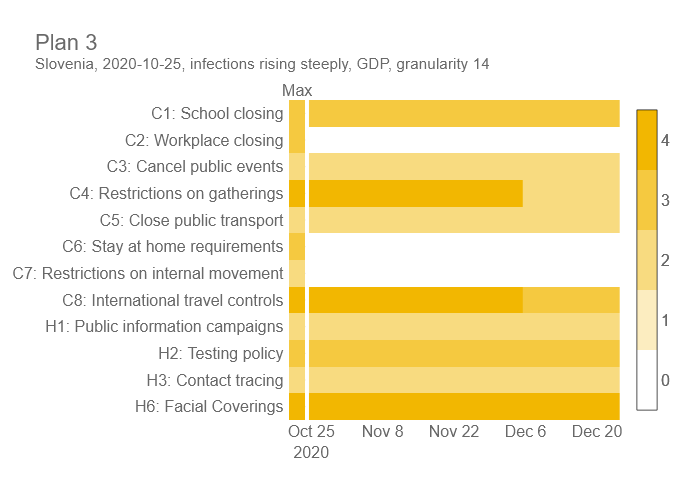 Plan 3
Slovenia, 2020-10-25, infections rising steeply, GDP, granularity 14
Max
C1: School closing
C2: Workplace closing
C3: Cancel public events
C4: Restrictions on gatherings
C5: Close public transport
C6: Stay at home requirements
C7: Restrictions on internal movement
C8: International travel controls
H1: Public information campaigns
H2: Testing policy
H3: Contact tracing
H6: Facial Coverings
4
3
2
1
0
Oct 25 Nov 8 Nov 22 Dec 6 Dec 20
2020